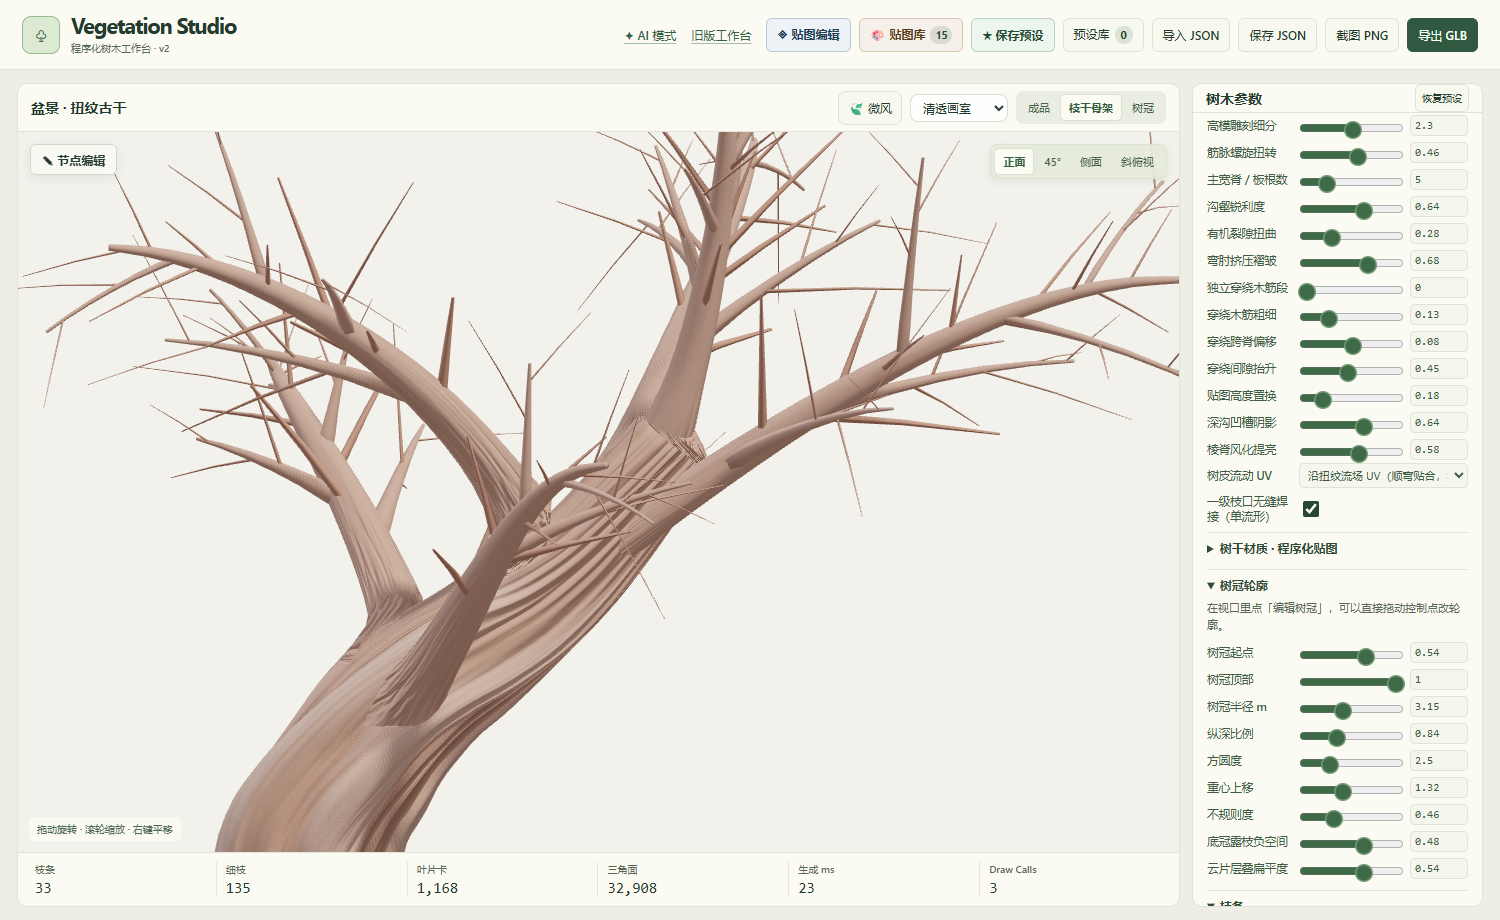 Vegetation Studio
程序化树木工作台 · v2
✦ AI 模式
旧版工作台
◈ 贴图编辑
贴图库 15
★ 保存预设
预设库 0
导入 JSON
保存 JSON
截图 PNG
导出 GLB
盆景 · 扭纹古干
微风
清透画室
成品
枝干骨架
树冠
节点编辑
正面
45°
侧面
斜俯视
拖动旋转 · 滚轮缩放 · 右键平移
枝条
33
细枝
135
叶片卡
1,168
三角面
32,908
生成 ms
23
Draw Calls
3
树木参数
恢复预设
高模雕刻细分 2.3
筋脉螺旋扭转 0.46
主宽脊 / 板根数 5
沟壑锐利度 0.64
有机裂隙扭曲 0.28
弯肘挤压褶皱 0.68
独立穿绕木筋段 0
穿绕木筋粗细 0.13
穿绕跨脊偏移 0.08
穿绕间隙抬升 0.45
贴图高度置换 0.18
深沟凹槽阴影 0.64
棱脊风化提亮 0.58
树皮流动 UV 沿扭纹流场 UV（顺弯贴合，
一级枝口无缝焊
接（单流形）
▶ 树干材质 · 程序化贴图
▼ 树冠轮廓
在视口里点「编辑树冠」，可以直接拖动控制点改轮
廓。
树冠起点 0.54
树冠顶部 1
树冠半径 m 3.15
纵深比例 0.84
方圆度 2.5
重心上移 1.32
不规则度 0.46
底冠露枝负空间 0.48
云片层叠扁平度 0.54